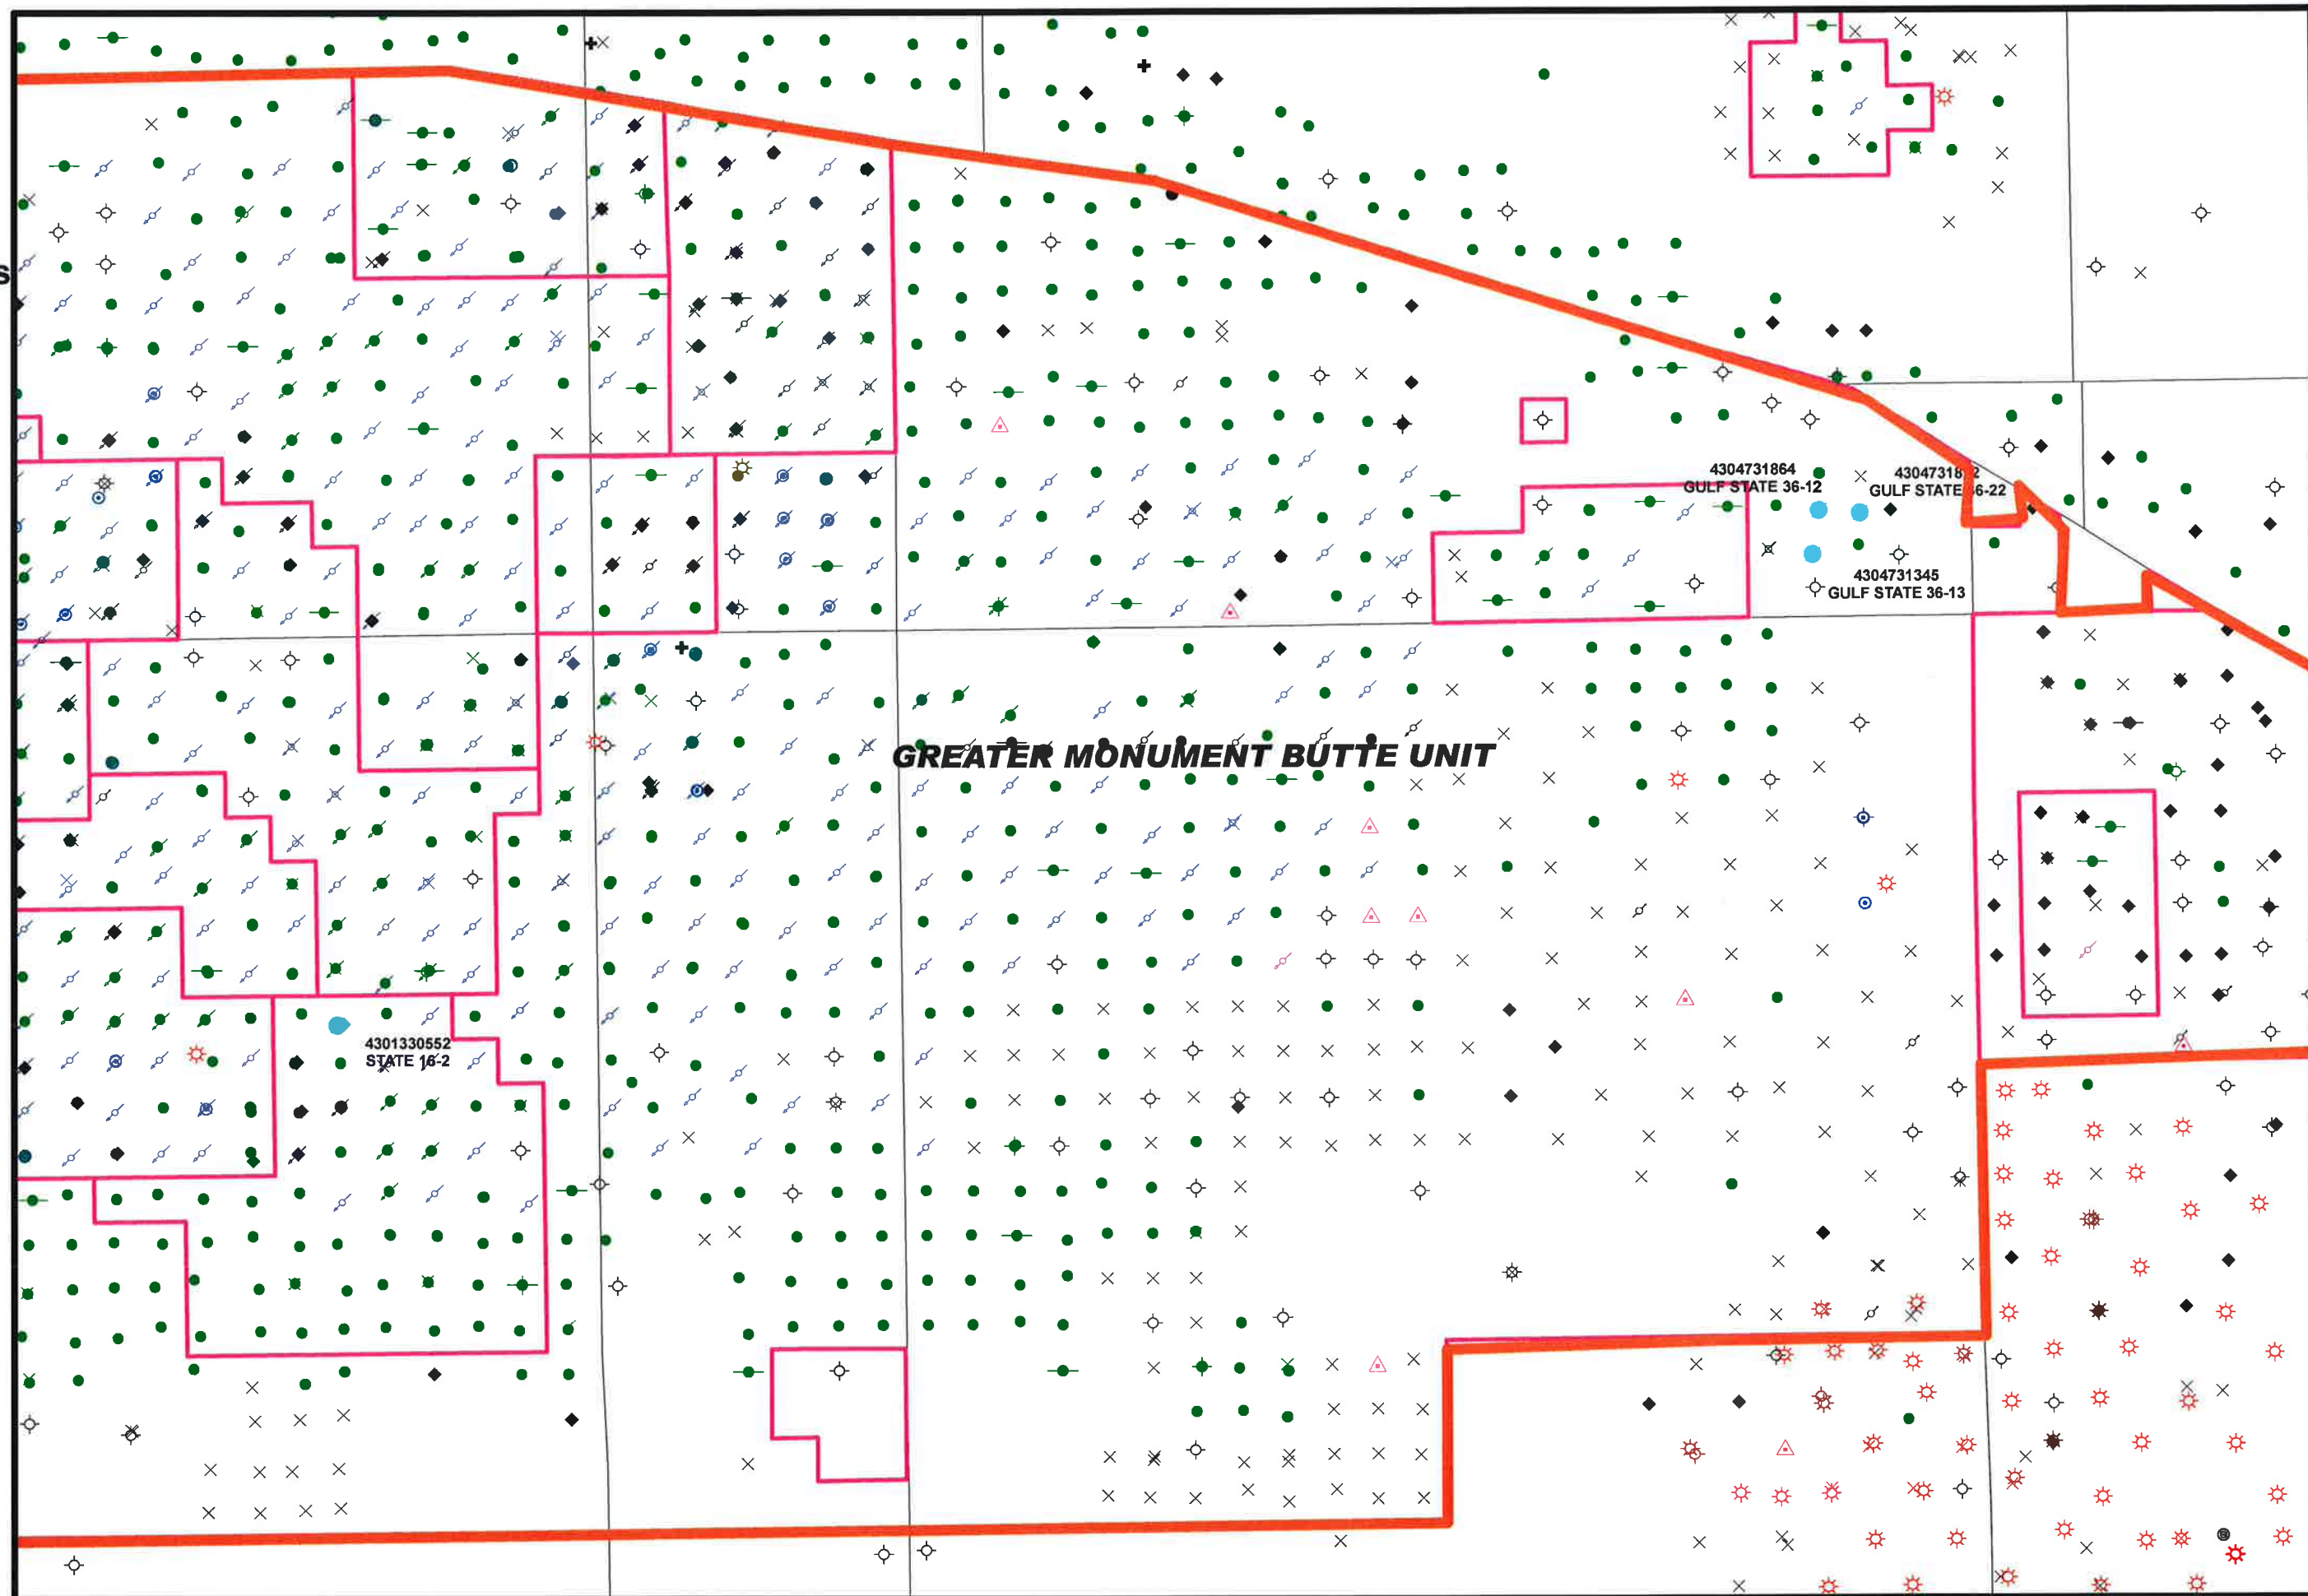 S
4304731864
GULF STATE 36-12
GULF STATE
4304731345
GULF STATE 36-13
GREATER MONUMENT BUTTE UNIT
4301330552
STATE 16-2